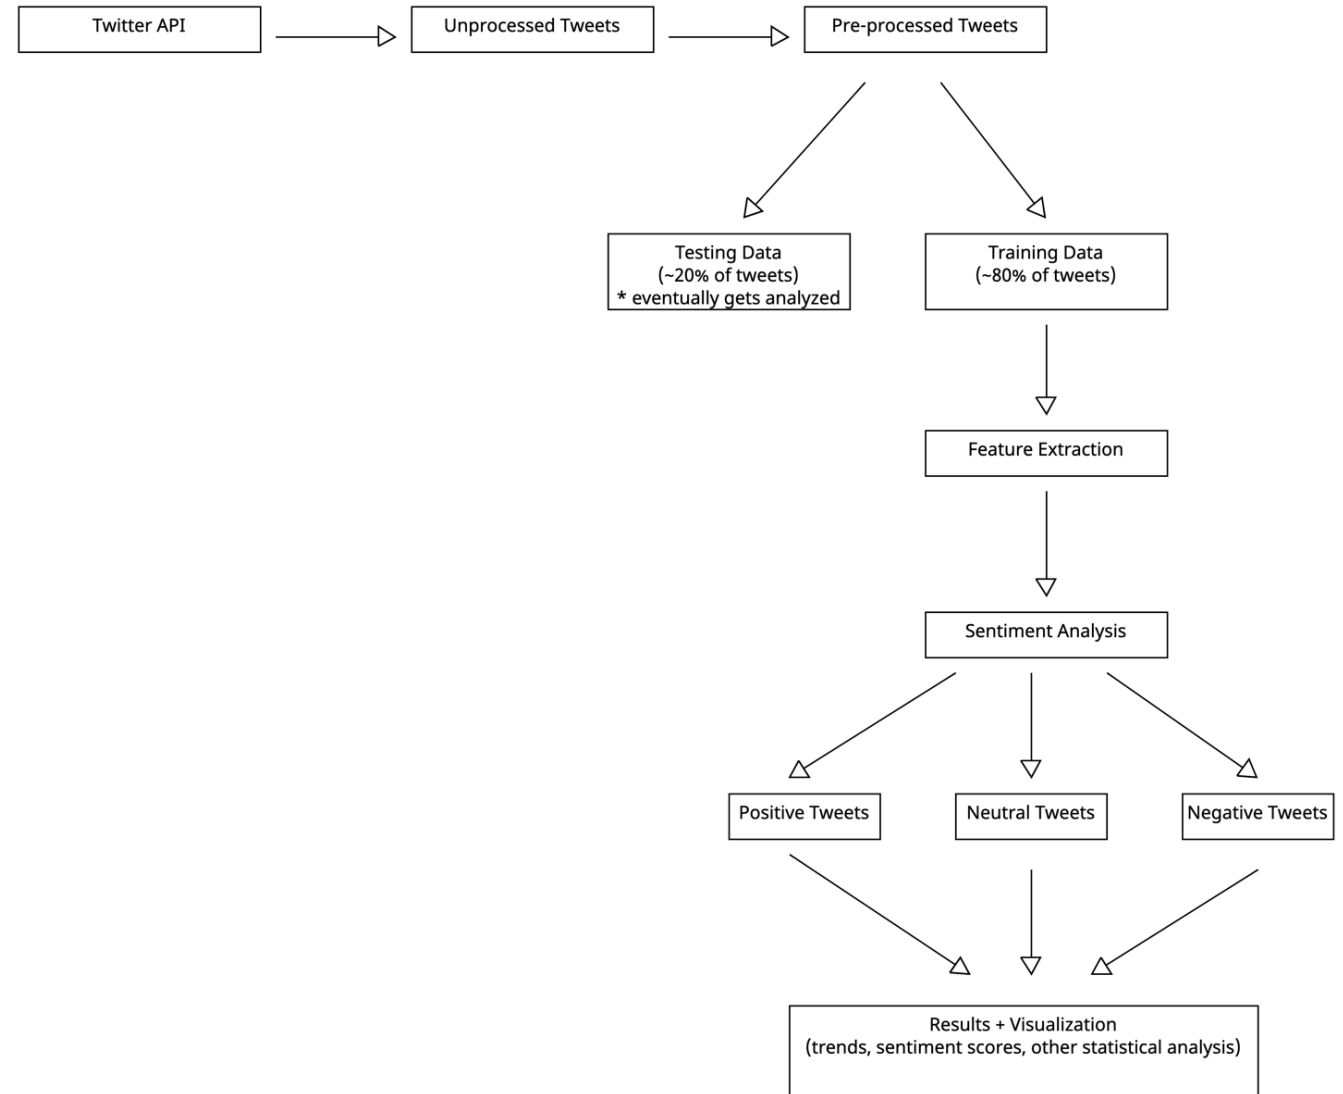 Twitter API
Unprocessed Tweets
Pre-processed Tweets
Testing Data
(~20% of tweets)
* eventually gets analyzed
Training Data
(~80% of tweets)
Feature Extraction
Sentiment Analysis
Positive Tweets
Neutral Tweets
Negative Tweets
Results + Visualization
(trends, sentiment scores, other statistical analysis)